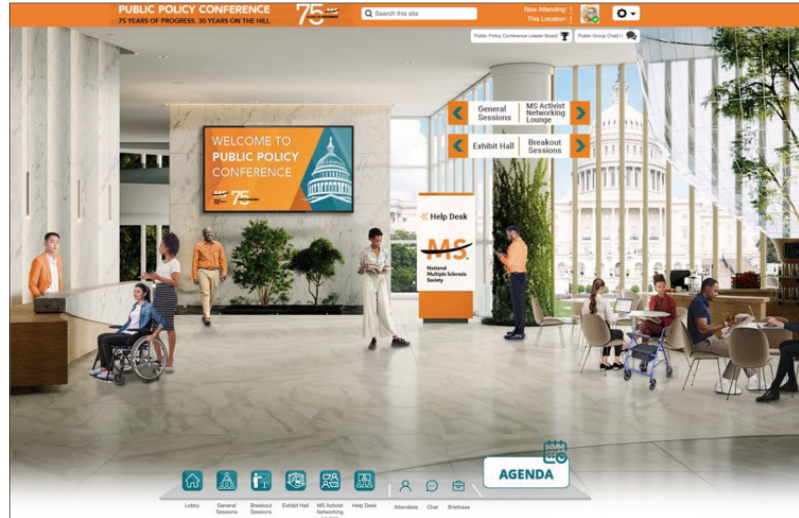 PUBLIC POLICY CONFERENCE
75 YEARS OF PROGRESS. 30 YEARS ON THE HILL.
75
Search this site
Now Attending: 1
This Location: 1
Public Policy Conference Leader Board
Public Group Chat(1)
General
Sessions
MS Activist
Networking
Lounge
Exhibit Hall
Breakout
Sessions
WELCOME TO
PUBLIC POLICY
CONFERENCE
75
Help Desk
MS
National
Multiple Sclerosis
Society
AGENDA
Lobby
General
Sessions
Breakout
Sessions
Exhibit Hall
MS Activist
Networking
Help Desk
Attendees
Chat
Briefcase